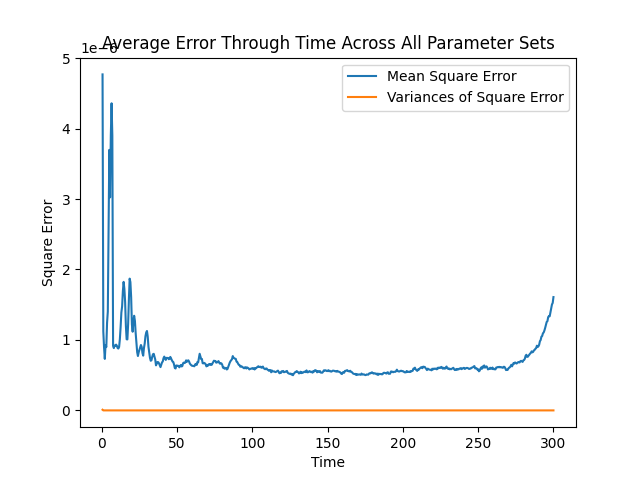 Average Error Through Time Across All Parameter Sets
Mean Square Error
Variances of Square Error
5
4
3
2
1
0
Square Error
0 50 100 150 200 250 300
Time